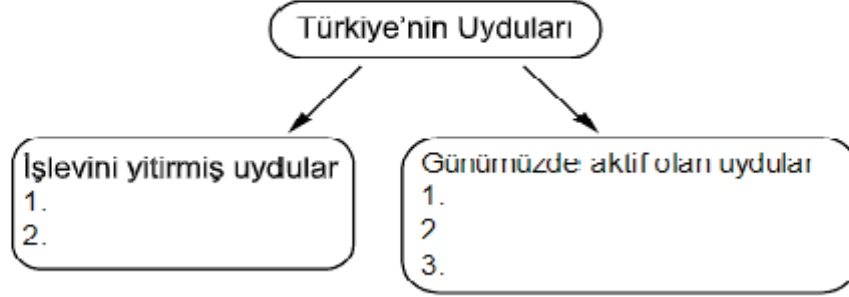 Türkiye'nin Uyduları
İşlevini yitirmiş uydular
1.
2.
Günümüzde aktif olan uydular
1.
2
3.